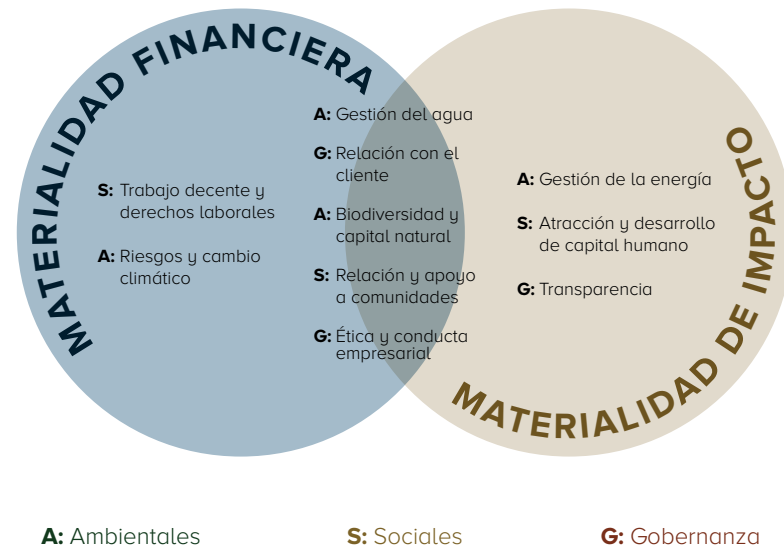 MATERIALIDAD FINANCIERA
S: Trabajo decente y
derechos laborales
A: Riesgos y cambio
climático
A: Gestión del agua
G: Relación con el
cliente
A: Biodiversidad y
capital natural
S: Relación y apoyo
a comunidades
G: Ética y conducta
empresarial
A: Gestión de la energía
S: Atracción y desarrollo
de capital humano
G: Transparencia
MATERIALIDAD DE IMPACTO
A: Ambientales
S: Sociales
G: Gobernanza